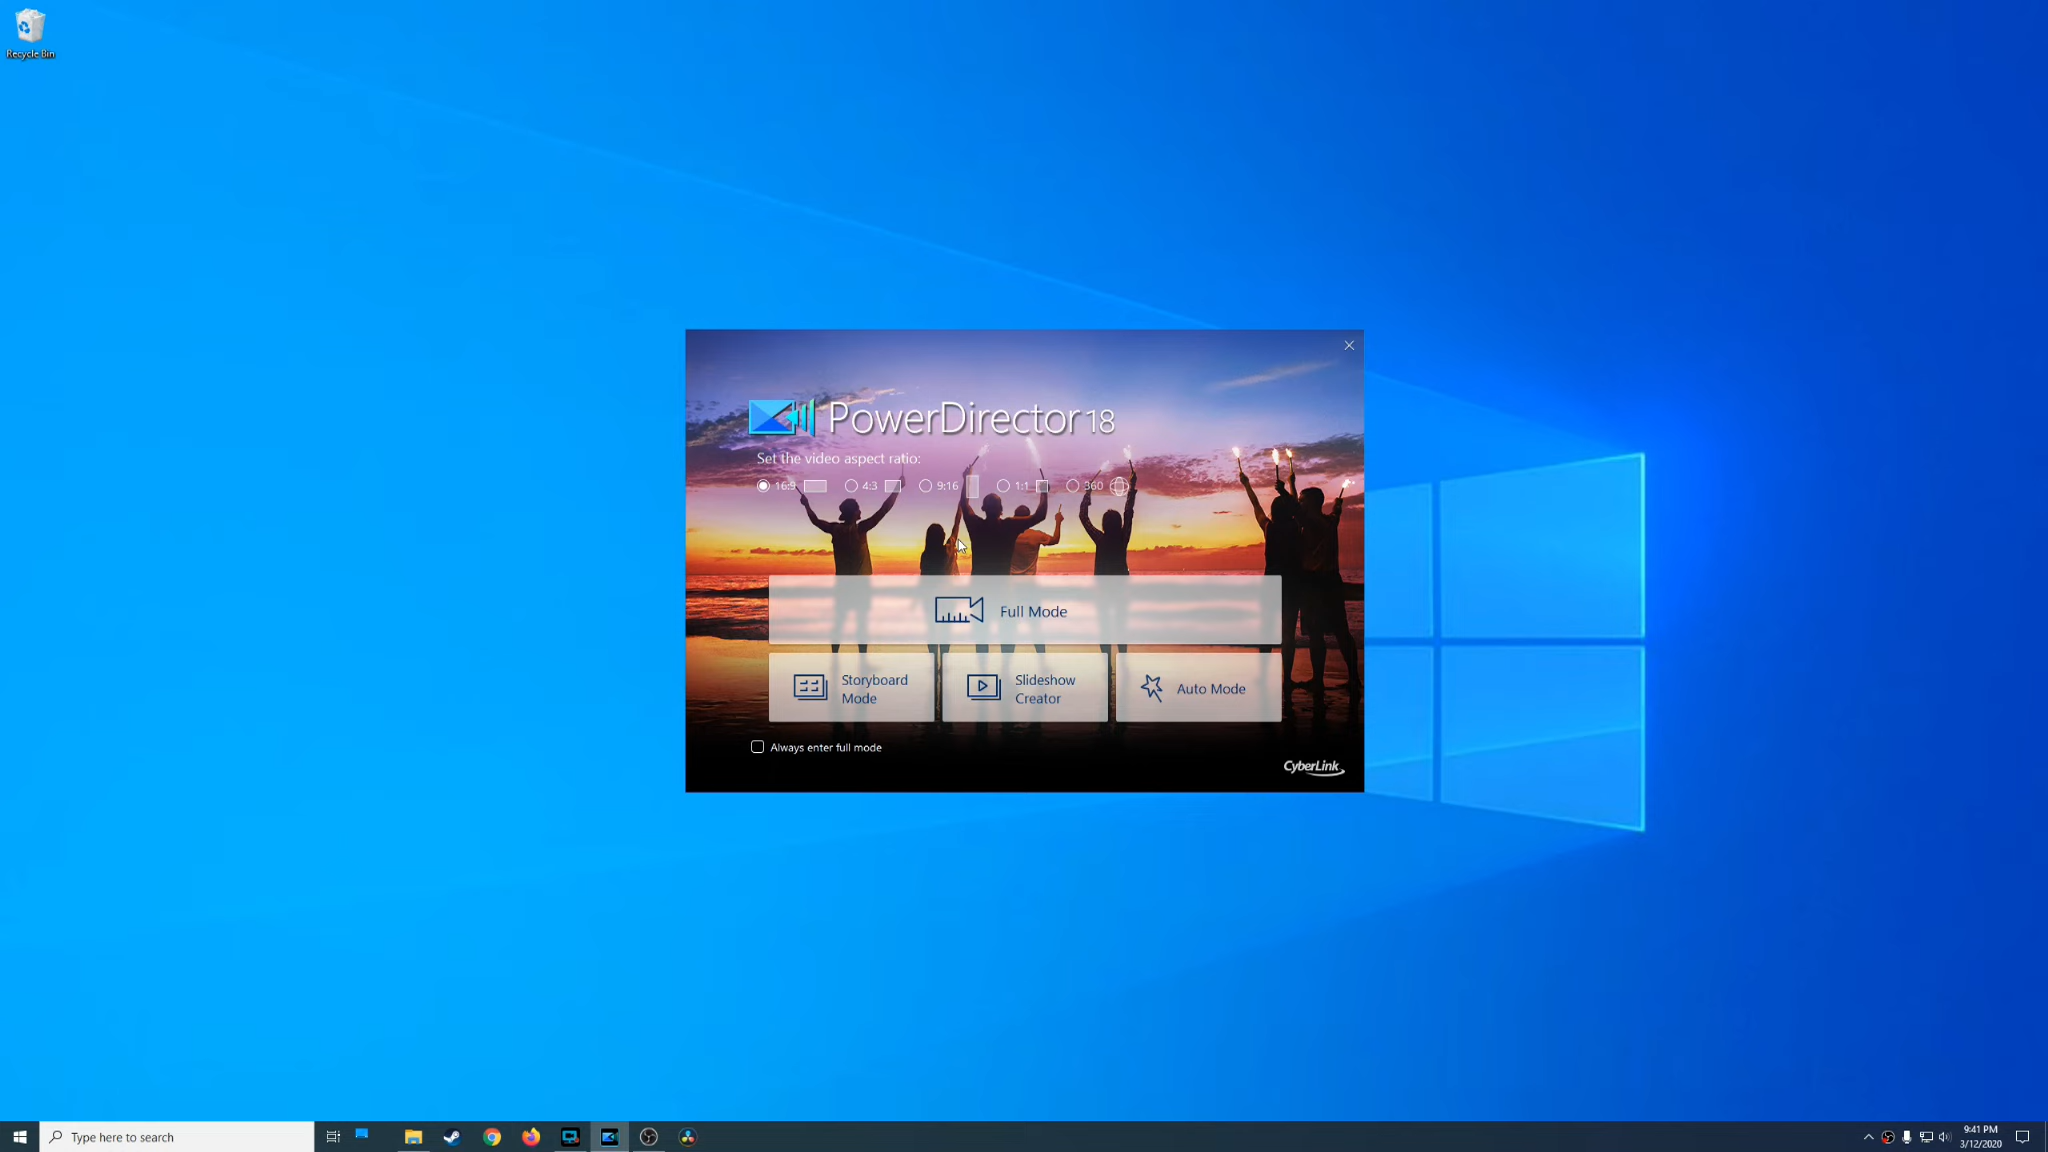 Recycle Bin
PowerDirector 18
Set the video aspect ratio:
16:9 4:3 9:16 1:1 360
Full Mode
Storyboard Mode
Slideshow Creator
Auto Mode
Always enter full mode
CyberLink
Type here to search
9:41 PM
3/12/2020